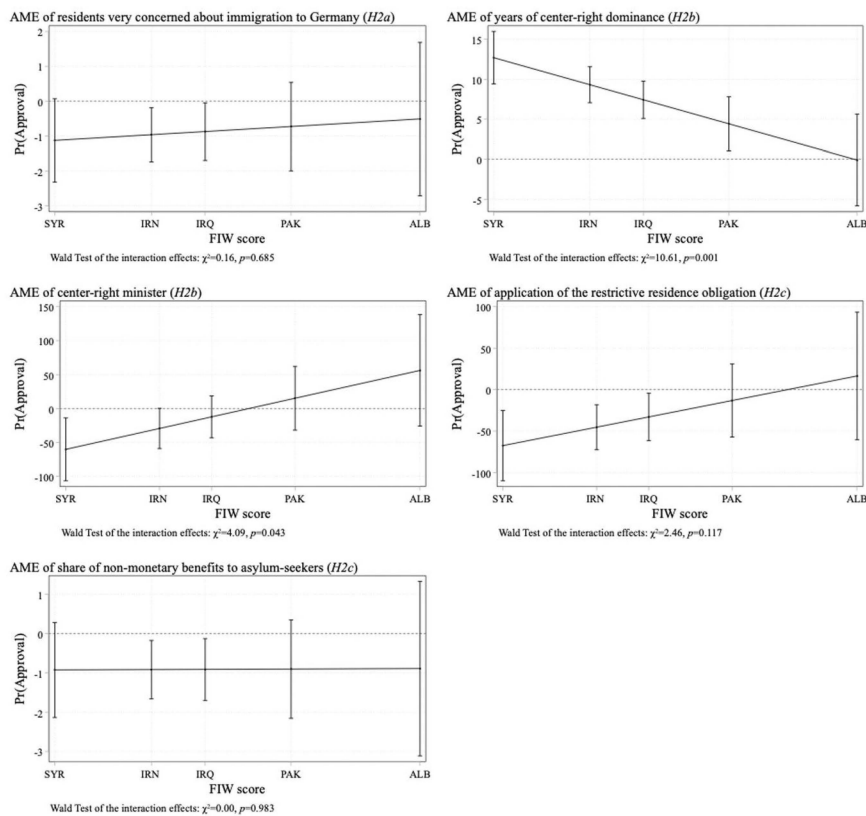 AME of residents very concerned about immigration to Germany (H2a)
2
1
0
-1
-2
-3
Pr(Approval)
SYR IRN IRQ PAK ALB
FIW score
Wald Test of the interaction effects: χ²=0.16, p=0.685
AME of years of center-right dominance (H2b)
15
10
5
0
-5
Pr(Approval)
SYR IRN IRQ PAK ALB
FIW score
Wald Test of the interaction effects: χ²=10.61, p=0.001
AME of center-right minister (H2b)
150
100
50
0
-50
-100
Pr(Approval)
SYR IRN IRQ PAK ALB
FIW score
Wald Test of the interaction effects: χ²=4.09, p=0.043
AME of application of the restrictive residence obligation (H2c)
100
50
0
-50
-100
Pr(Approval)
SYR IRN IRQ PAK ALB
FIW score
Wald Test of the interaction effects: χ²=2.46, p=0.117
AME of share of non-monetary benefits to asylum-seekers (H2c)
1
0
-1
-2
-3
Pr(Approval)
SYR IRN IRQ PAK ALB
FIW score
Wald Test of the interaction effects: χ²=0.00, p=0.983